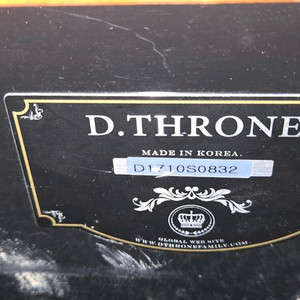 D.THRONE
MADE IN KOREA.
D1710S0832
GLOBAL WEB SITE
WWW.DTHRONEFAMILY.COM